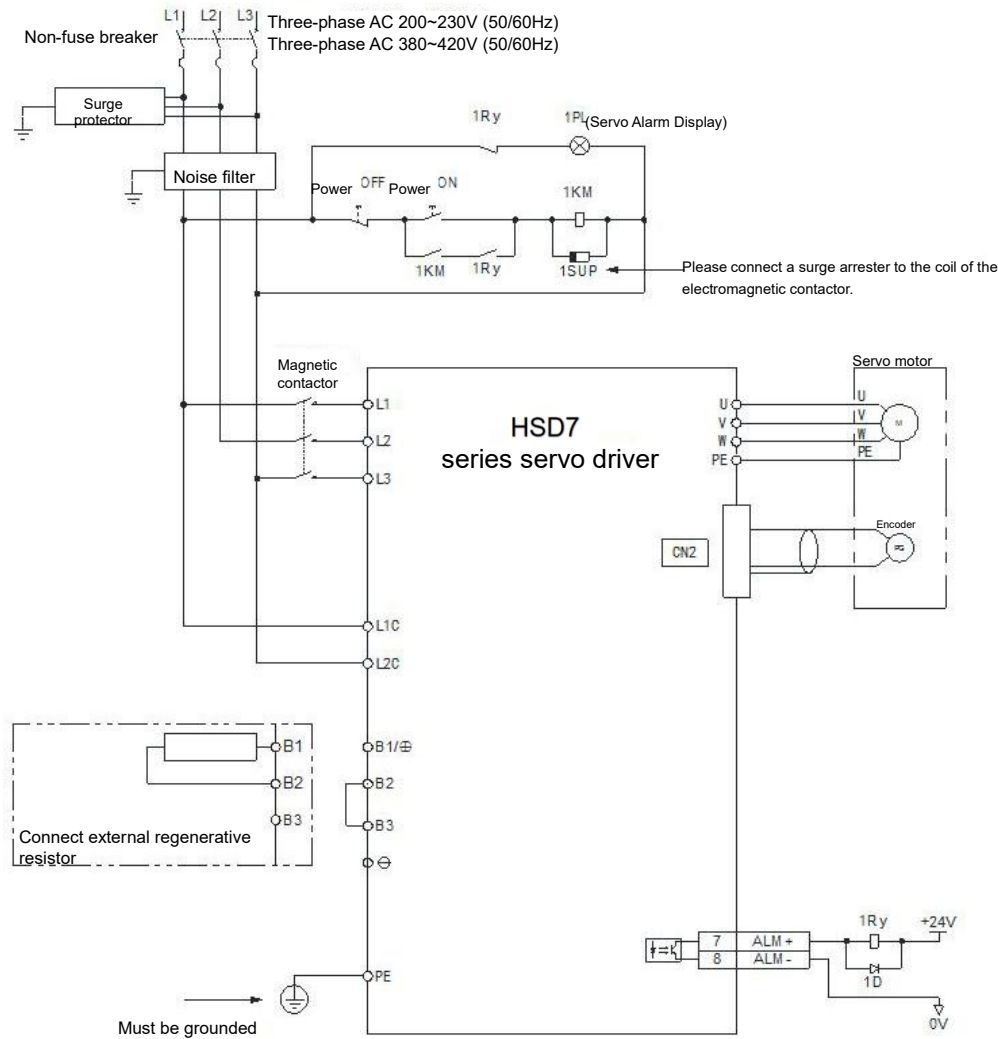 L1 L2 L3 Three-phase AC 200~230V (50/60Hz)
Non-fuse breaker Three-phase AC 380~420V (50/60Hz)
Surge
protector
1Ry 1PL (Servo Alarm Display)
Noise filter
Power OFF Power ON
1KM
1KM 1Ry 1SUP
Please connect a surge arrester to the coil of the
electromagnetic contactor.
Magnetic
contactor
Servo motor
L1
L2
L3
HSD7
series servo driver
U
V
W
PE
U
V
W
PE
M
CN2
Encoder
PG
L1C
L2C
B1/⊕
B2
B3
⊖
B1
B2
B3
Connect external regenerative
resistor
7 ALM+
8 ALM-
1Ry +24V
1D
0V
PE
Must be grounded